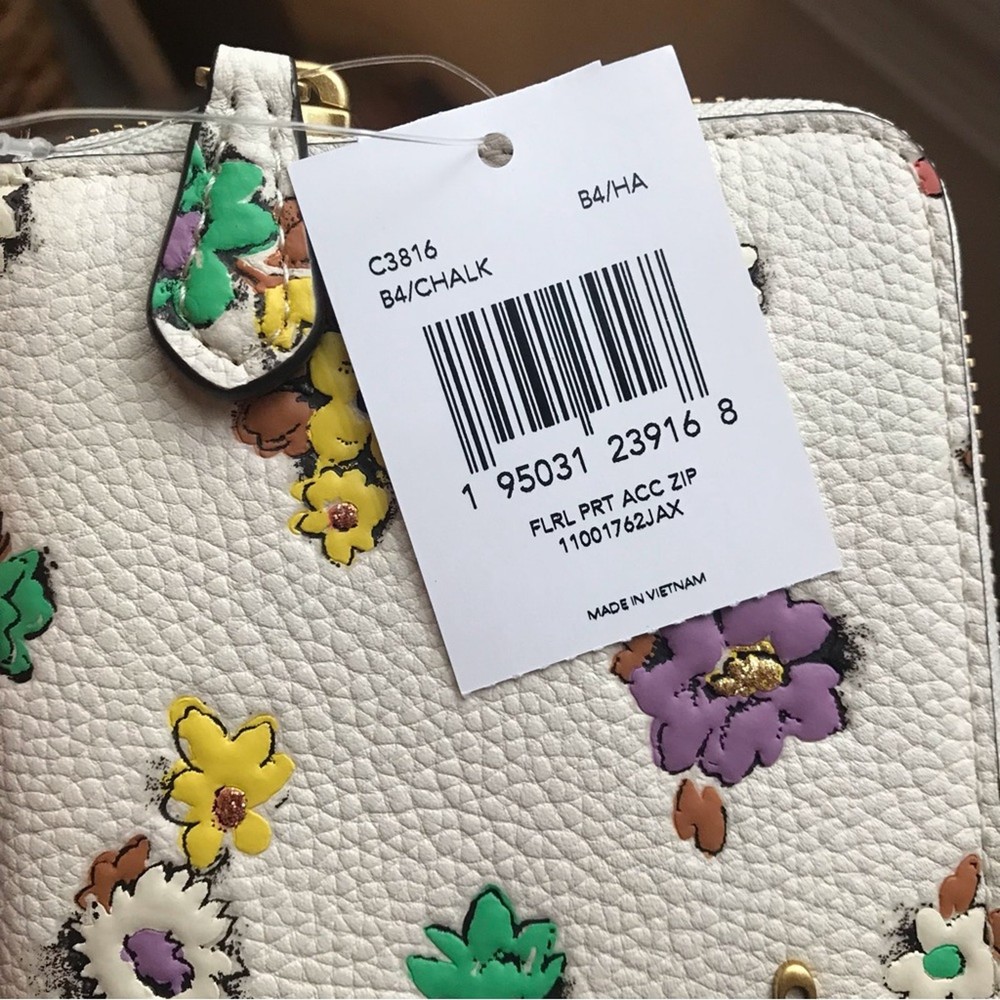 B4/HA
C3816
B4/CHALK
1 95031 23916 8
FLRL PRT ACC ZIP
11001762JAX
MADE IN VIETNAM